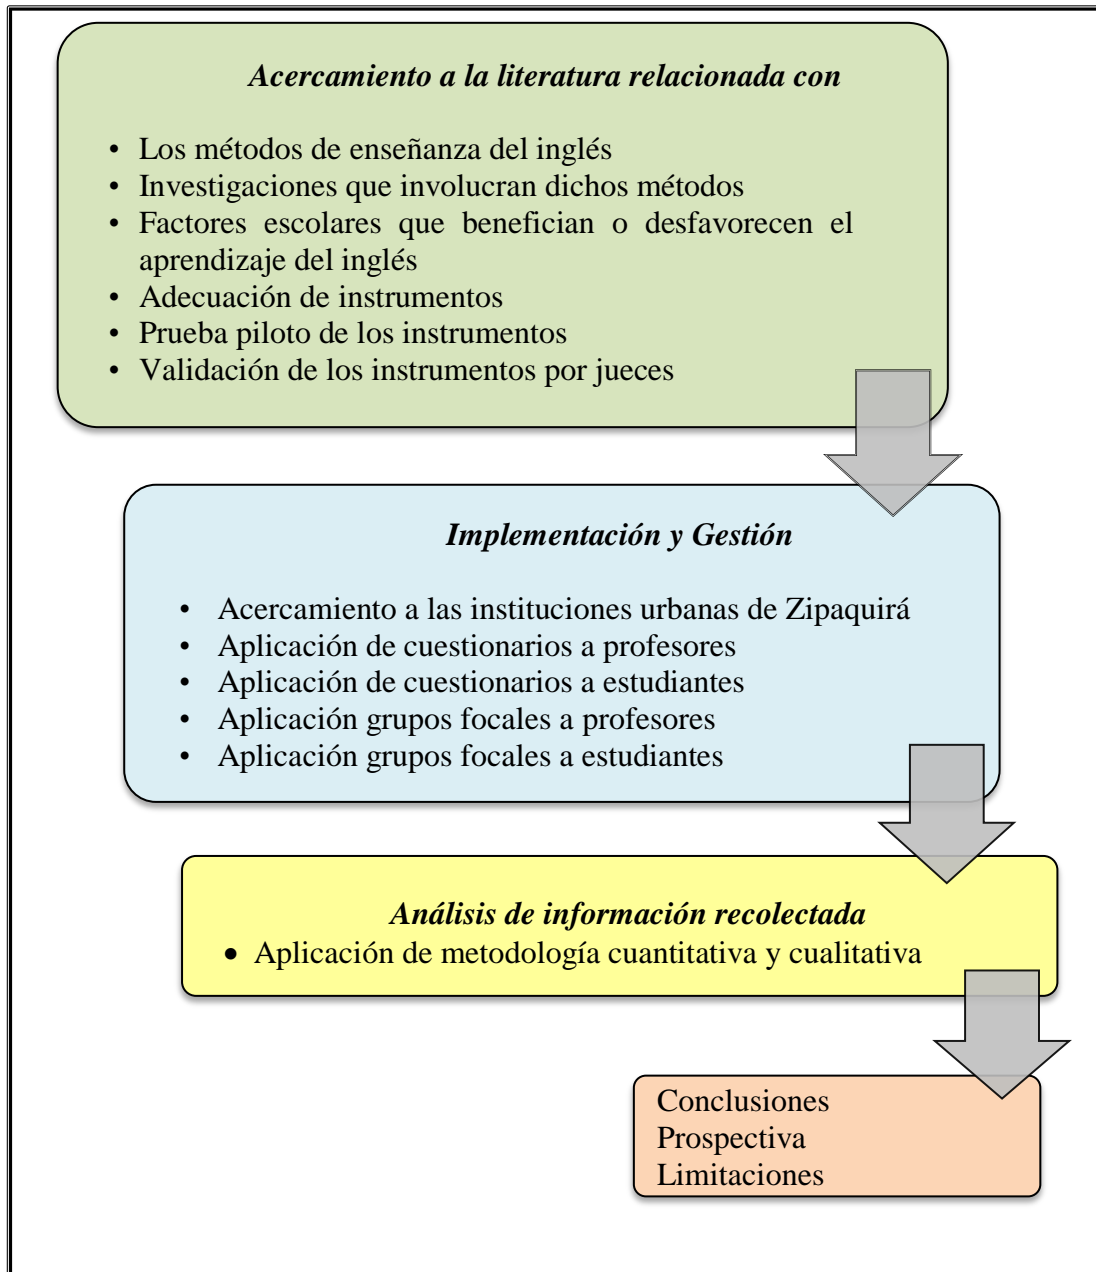 Acercamiento a la literatura relacionada con
• Los métodos de enseñanza del inglés
• Investigaciones que involucran dichos métodos
• Factores escolares que benefician o desfavorecen el
aprendizaje del inglés
• Adecuación de instrumentos
• Prueba piloto de los instrumentos
• Validación de los instrumentos por jueces
Implementación y Gestión
• Acercamiento a las instituciones urbanas de Zipaquirá
• Aplicación de cuestionarios a profesores
• Aplicación de cuestionarios a estudiantes
• Aplicación grupos focales a profesores
• Aplicación grupos focales a estudiantes
Análisis de información recolectada
• Aplicación de metodología cuantitativa y cualitativa
Conclusiones
Prospectiva
Limitaciones